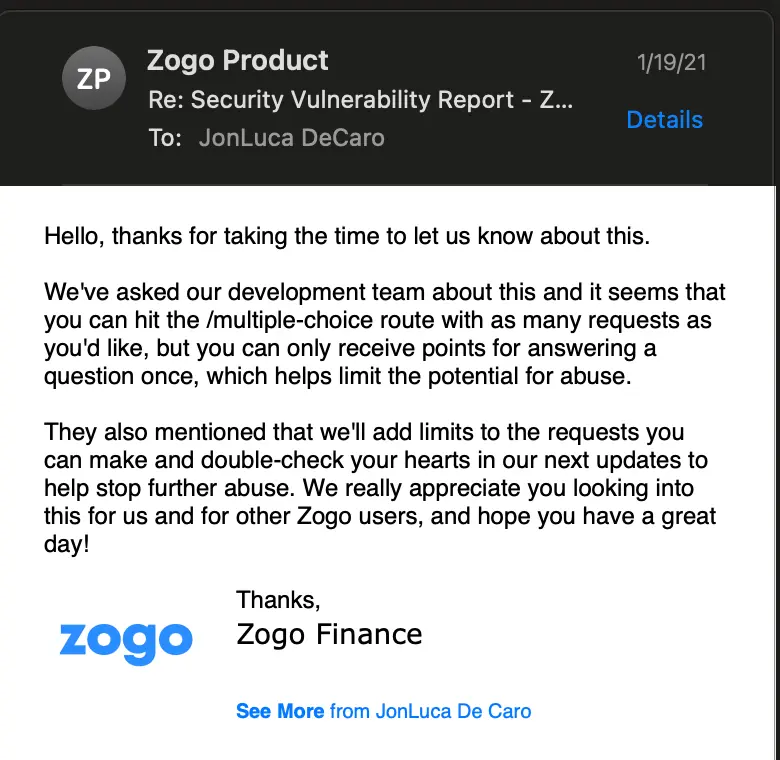 ZP
Zogo Product
1/19/21
Re: Security Vulnerability Report - Z...
Details
To: JonLuca DeCaro
Hello, thanks for taking the time to let us know about this.
We've asked our development team about this and it seems that
you can hit the /multiple-choice route with as many requests as
you'd like, but you can only receive points for answering a
question once, which helps limit the potential for abuse.
They also mentioned that we'll add limits to the requests you
can make and double-check your hearts in our next updates to
help stop further abuse. We really appreciate you looking into
this for us and for other Zogo users, and hope you have a great
day!
Thanks,
zogo
Zogo Finance
See More from JonLuca De Caro